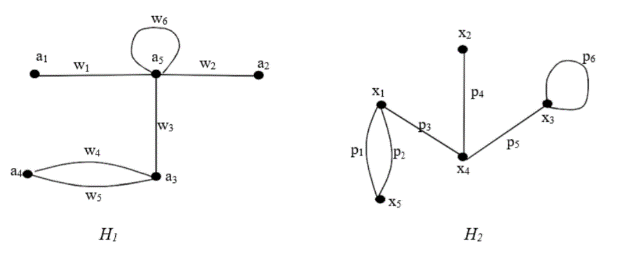 w₆
a₁ w₁ a₅ w₂ a₂
w₃
w₄
a₄ a₃
w₅
H₁
x₂
p₆
x₁ p₄ x₃
p₃
p₁ p₂ p₅
x₄
x₅
H₂